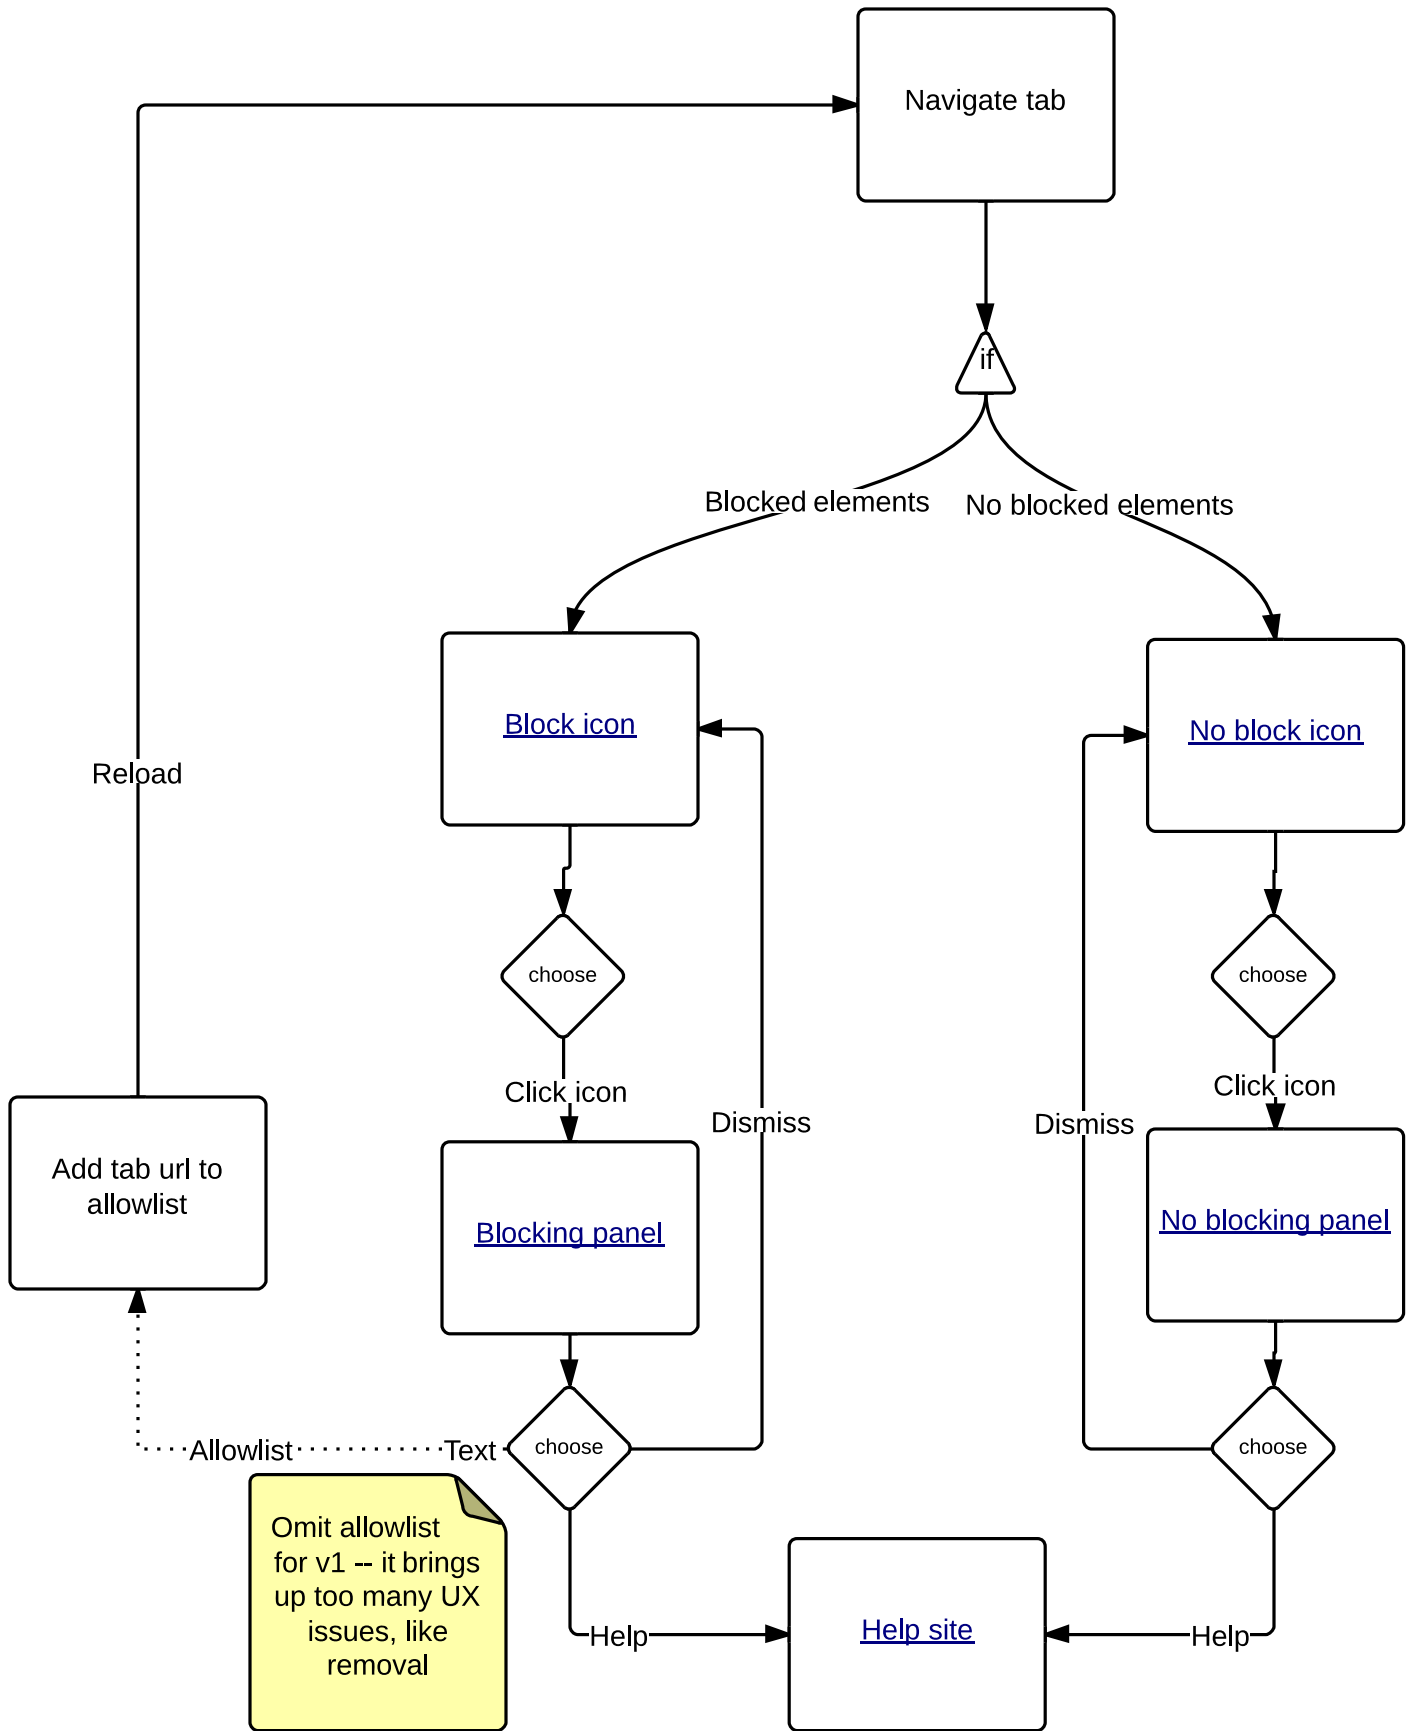 Navigate tab
if
Blocked elements
No blocked elements
Block icon
No block icon
Reload
choose
choose
Click icon
Click icon
Dismiss
Dismiss
Add tab url to
allowlist
Blocking panel
No blocking panel
Allowlist
Text
choose
choose
Omit allowlist
for v1 -- it brings
up too many UX
issues, like
removal
Help
Help site
Help